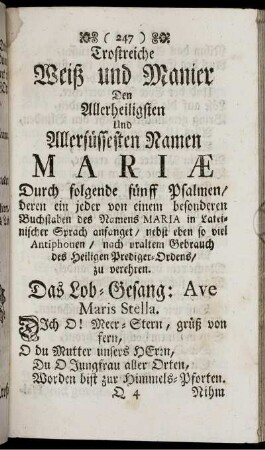 ( 247 )
Trostreiche
Weiß und Manier
Den
Allerheiligsten
Und
Allersüssesten Namen
MARIÆ
Durch folgende fünff Psalmen/
deren ein jeder von einem besonderen
Buchstaben des Namens MARIA in Latei-
nischer Sprach anfanget/ nebst eben so viel
Antiphonen/ nach uraltem Gebrauch
des Heiligen Prediger-Ordens/
zu verehren.
Das Lob-Gesang: Ave
Maris Stella.
DIch O! Meer-Stern, grüß von
fern,
O du Mutter unsers HErrn,
Du O Jungfrau aller Orten,
Worden bist zur Himmels-Pforten.
Q 4 Nihm